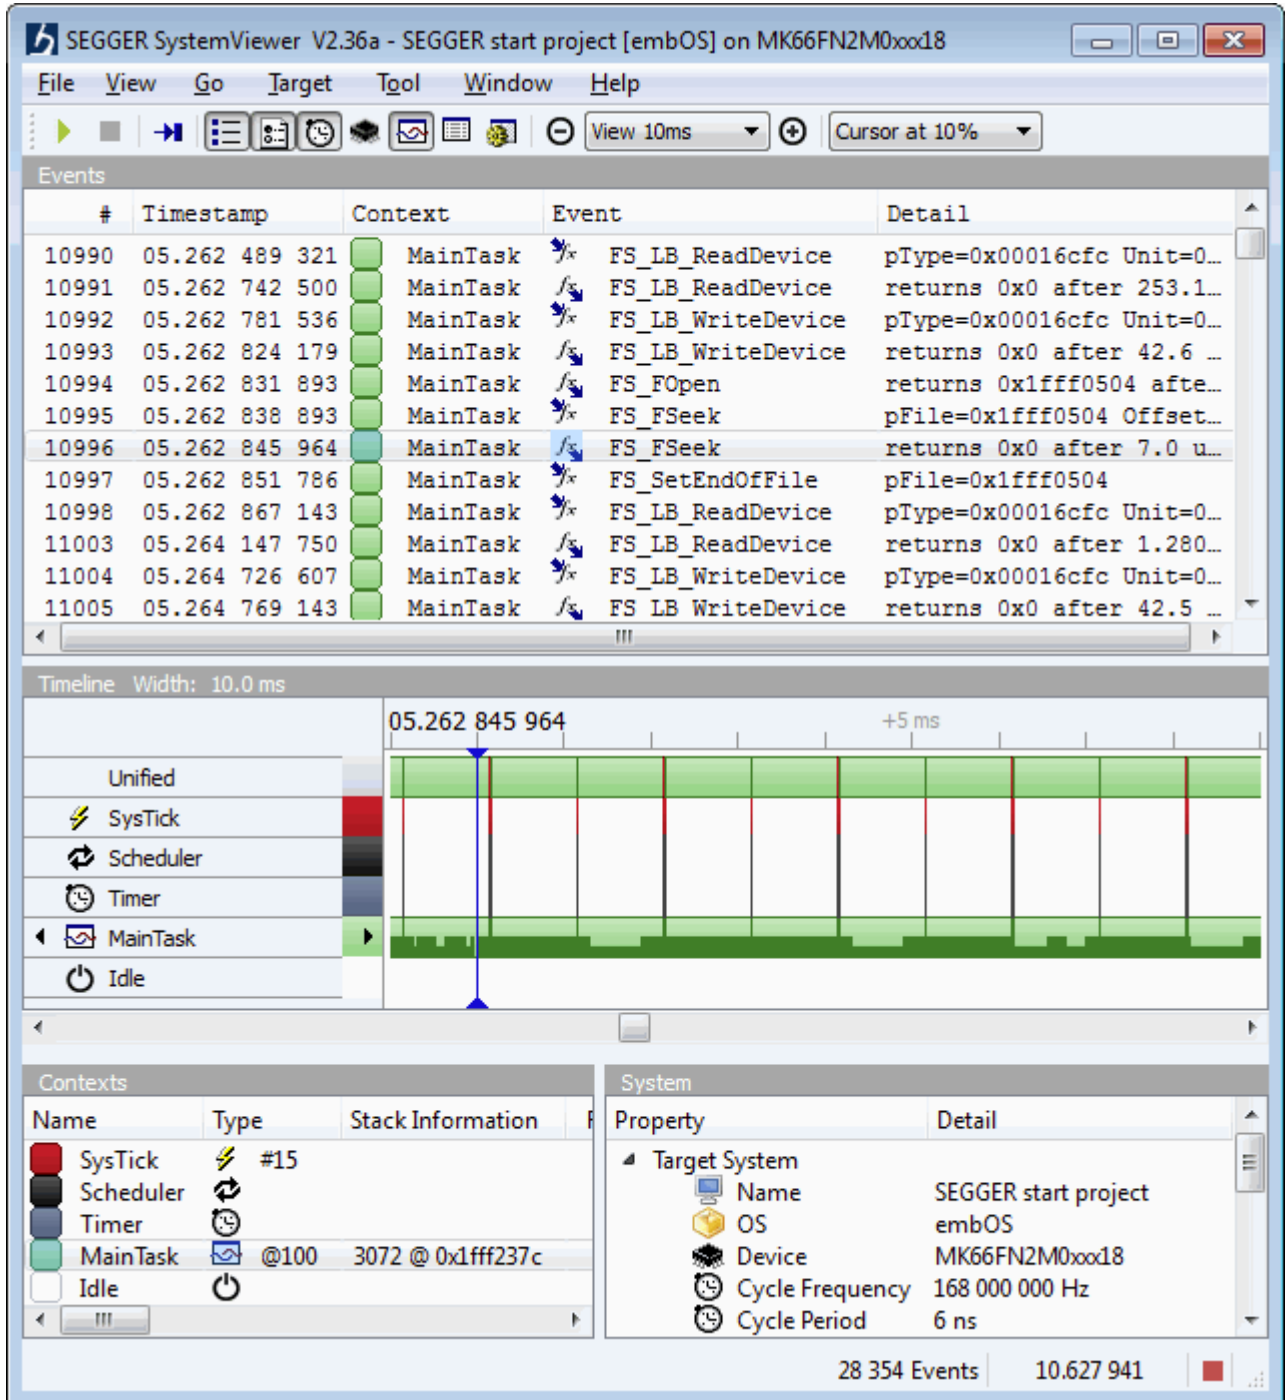 SEGGER SystemViewer V2.36a - SEGGER start project [embOS] on MK66FN2M0xxx18
File View Go Target Tool Window Help
View 10ms Cursor at 10%
Events
# Timestamp Context Event Detail
10990 05.262 489 321 MainTask FS_LB_ReadDevice pType=0x00016cfc Unit=0…
10991 05.262 742 500 MainTask FS_LB_ReadDevice returns 0x0 after 253.1…
10992 05.262 781 536 MainTask FS_LB_WriteDevice pType=0x00016cfc Unit=0…
10993 05.262 824 179 MainTask FS_LB_WriteDevice returns 0x0 after 42.6 …
10994 05.262 831 893 MainTask FS_FOpen returns 0x1fff0504 afte…
10995 05.262 838 893 MainTask FS_FSeek pFile=0x1fff0504 Offset…
10996 05.262 845 964 MainTask FS_FSeek returns 0x0 after 7.0 u…
10997 05.262 851 786 MainTask FS_SetEndOfFile pFile=0x1fff0504
10998 05.262 867 143 MainTask FS_LB_ReadDevice pType=0x00016cfc Unit=0…
11003 05.264 147 750 MainTask FS_LB_ReadDevice returns 0x0 after 1.280…
11004 05.264 726 607 MainTask FS_LB_WriteDevice pType=0x00016cfc Unit=0…
11005 05.264 769 143 MainTask FS_LB_WriteDevice returns 0x0 after 42.5 …
Timeline Width: 10.0 ms
05.262 845 964 +5 ms
Unified
SysTick
Scheduler
Timer
MainTask
Idle
Contexts
Name Type Stack Information
SysTick #15
Scheduler
Timer
MainTask @100 3072 @ 0x1fff237c
Idle
System
Property Detail
Target System
Name SEGGER start project
OS embOS
Device MK66FN2M0xxx18
Cycle Frequency 168 000 000 Hz
Cycle Period 6 ns
28 354 Events 10.627 941